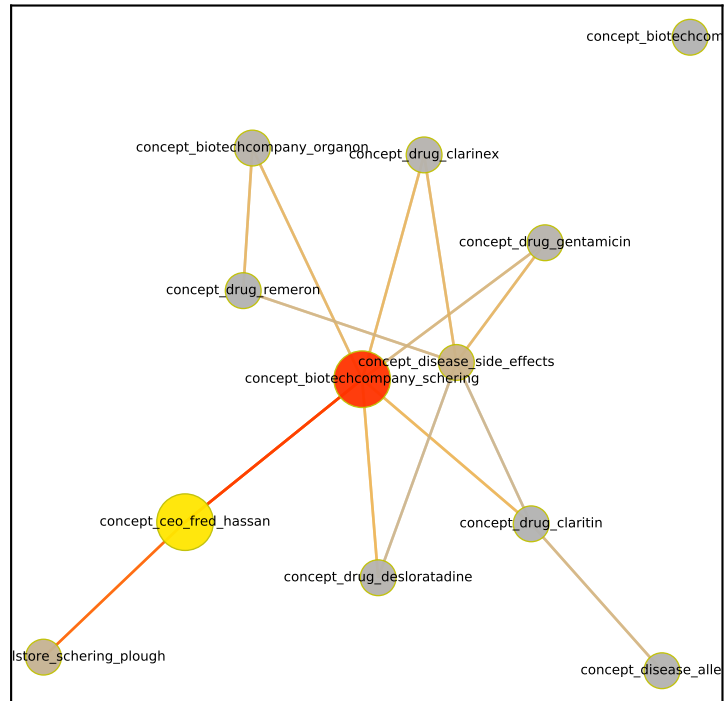 concept_biotechcom
concept_biotechcompany_organon
concept_drug_clarinex
concept_drug_gentamicin
concept_drug_remeron
concept_disease_side_effects
concept_biotechcompany_schering
concept_ceo_fred_hassan
concept_drug_claritin
concept_drug_desloratadine
lstore_schering_plough
concept_disease_alle